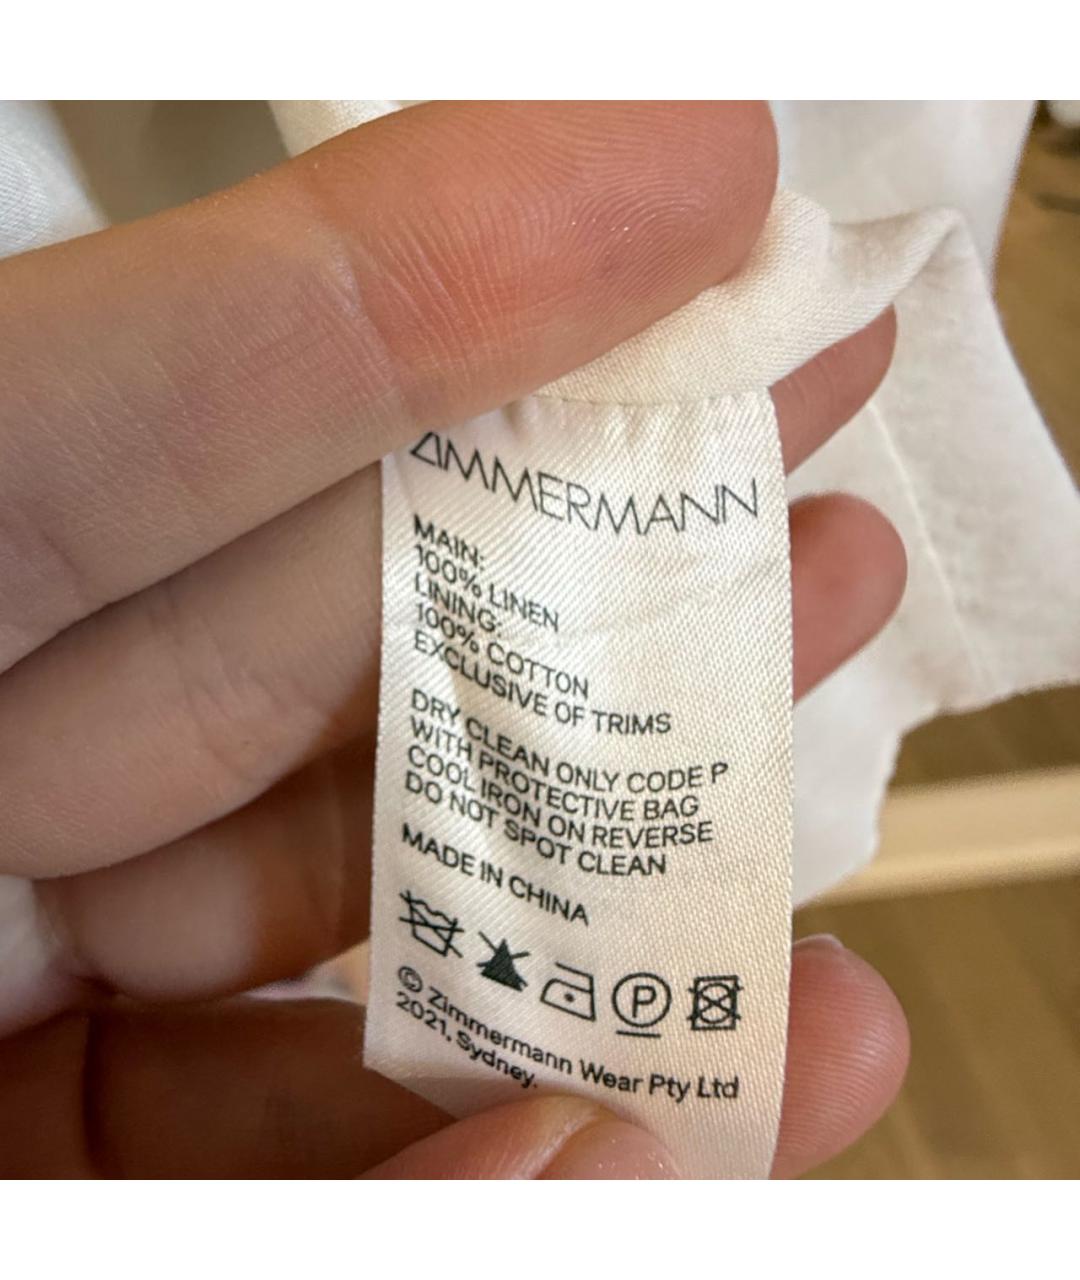 ZIMMERMANN
MAIN:
100% LINEN
LINING:
100% COTTON
EXCLUSIVE OF TRIMS
DRY CLEAN ONLY CODE P
WITH PROTECTIVE BAG
COOL IRON ON REVERSE
DO NOT SPOT CLEAN
MADE IN CHINA
P
© Zimmermann Wear Pty Ltd
2021, Sydney.